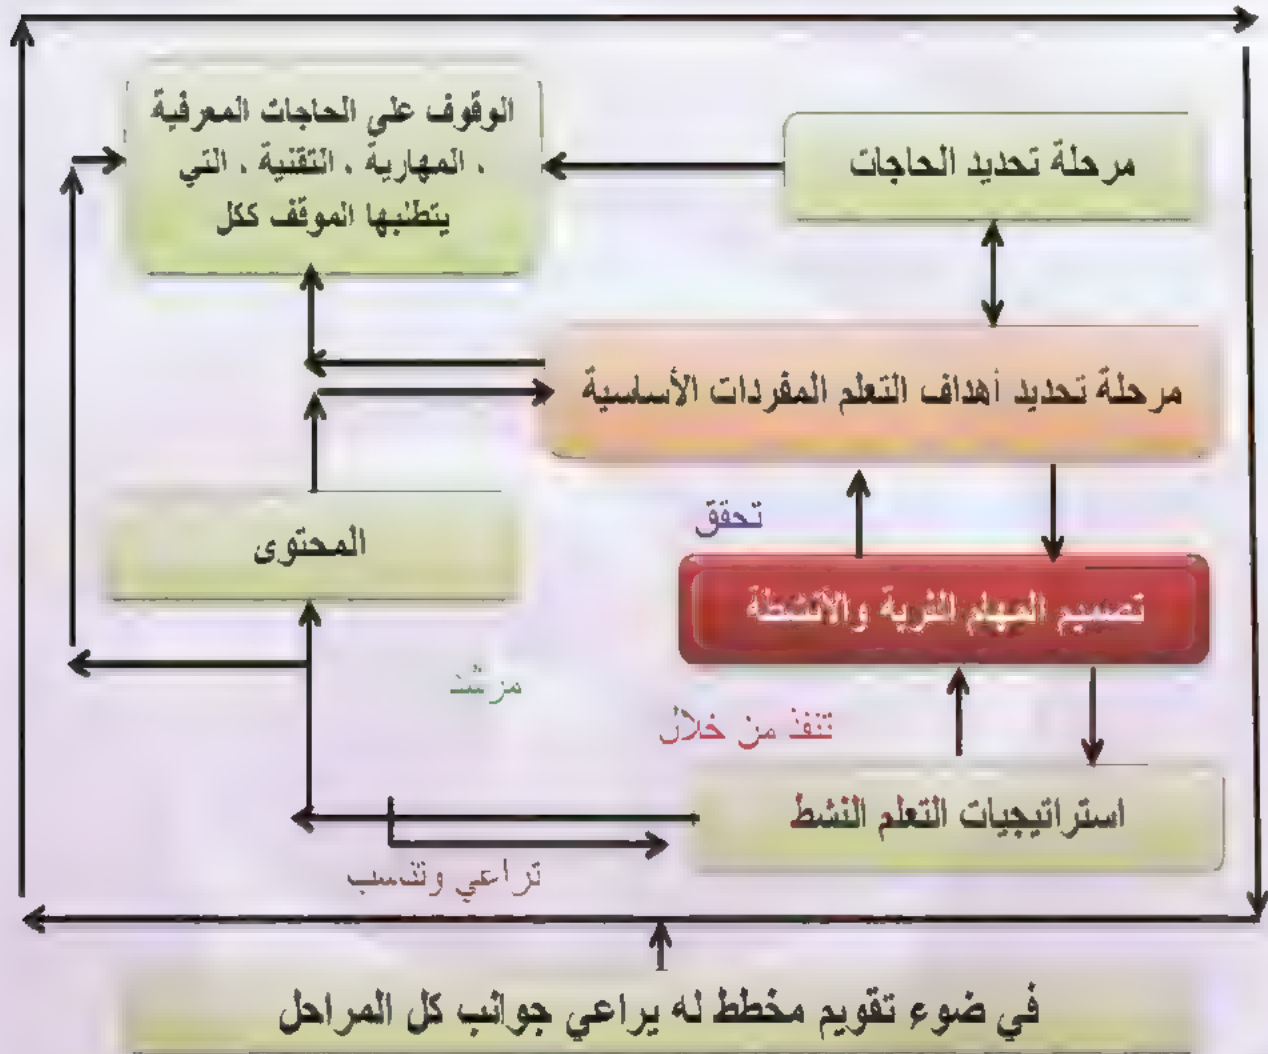 مرحلة تحديد الحاجات
الوقوف علي الحاجات المعرفية
، المهارية ، التقنية ، التي
يتطلبها الموقف ككل
مرحلة تحديد أهداف التعلم المفردات الأساسية
تحقق
المحتوى
تصميم المهام الثرية والأنشطة
مرشد
تنفذ من خلال
استراتيجيات التعلم النشط
تراعي وتناسب
في ضوء تقويم مخطط له يراعي جوانب كل المراحل